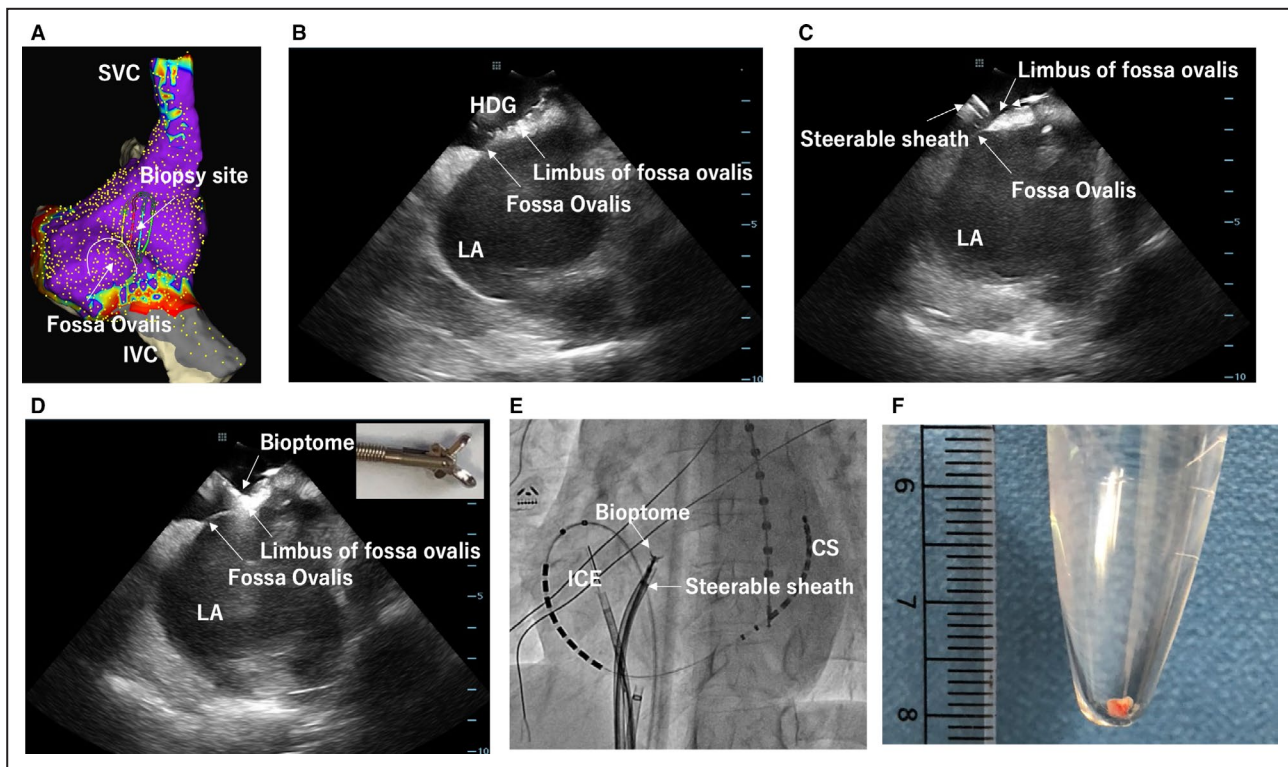 A
SVC
Biopsy site
Fossa Ovalis
IVC
B
HDG
Limbus of fossa ovalis
Fossa Ovalis
LA
5
10
C
Limbus of fossa ovalis
Steerable sheath
Fossa Ovalis
LA
5
10
D
Bioptome
Limbus of fossa ovalis
Fossa Ovalis
LA
5
10
E
Bioptome
ICE
CS
Steerable sheath
F
6
7
8